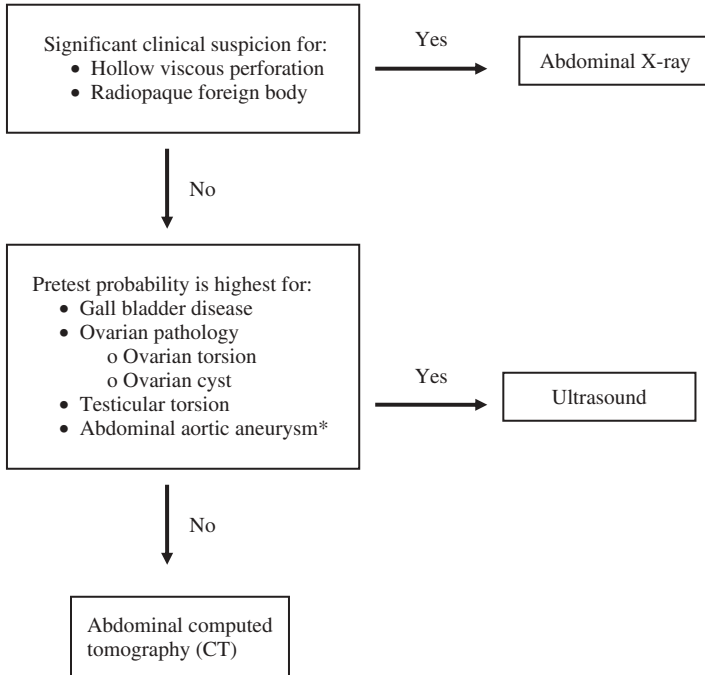 Significant clinical suspicion for:
• Hollow viscous perforation
• Radiopaque foreign body
Yes
Abdominal X-ray
No
Pretest probability is highest for:
• Gall bladder disease
• Ovarian pathology
o Ovarian torsion
o Ovarian cyst
• Testicular torsion
• Abdominal aortic aneurysm*
Yes
Ultrasound
No
Abdominal computed
tomography (CT)